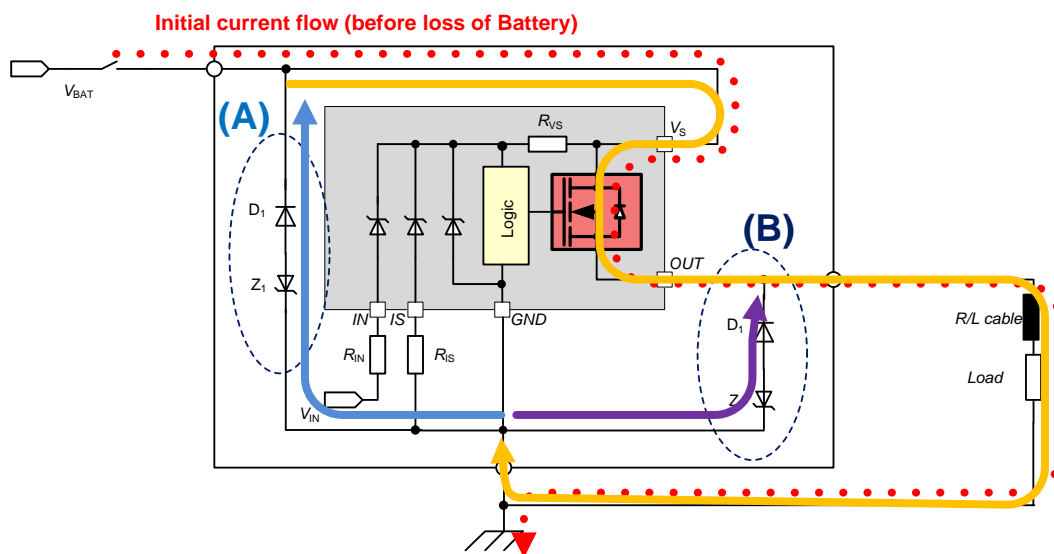 Initial current flow (before loss of Battery)
VBAT
(A)
RVS
VS
D1
Z1
Logic
(B)
OUT
IN
IS
GND
D1
R/L cable
RIN
RIS
Load
Z
VIN